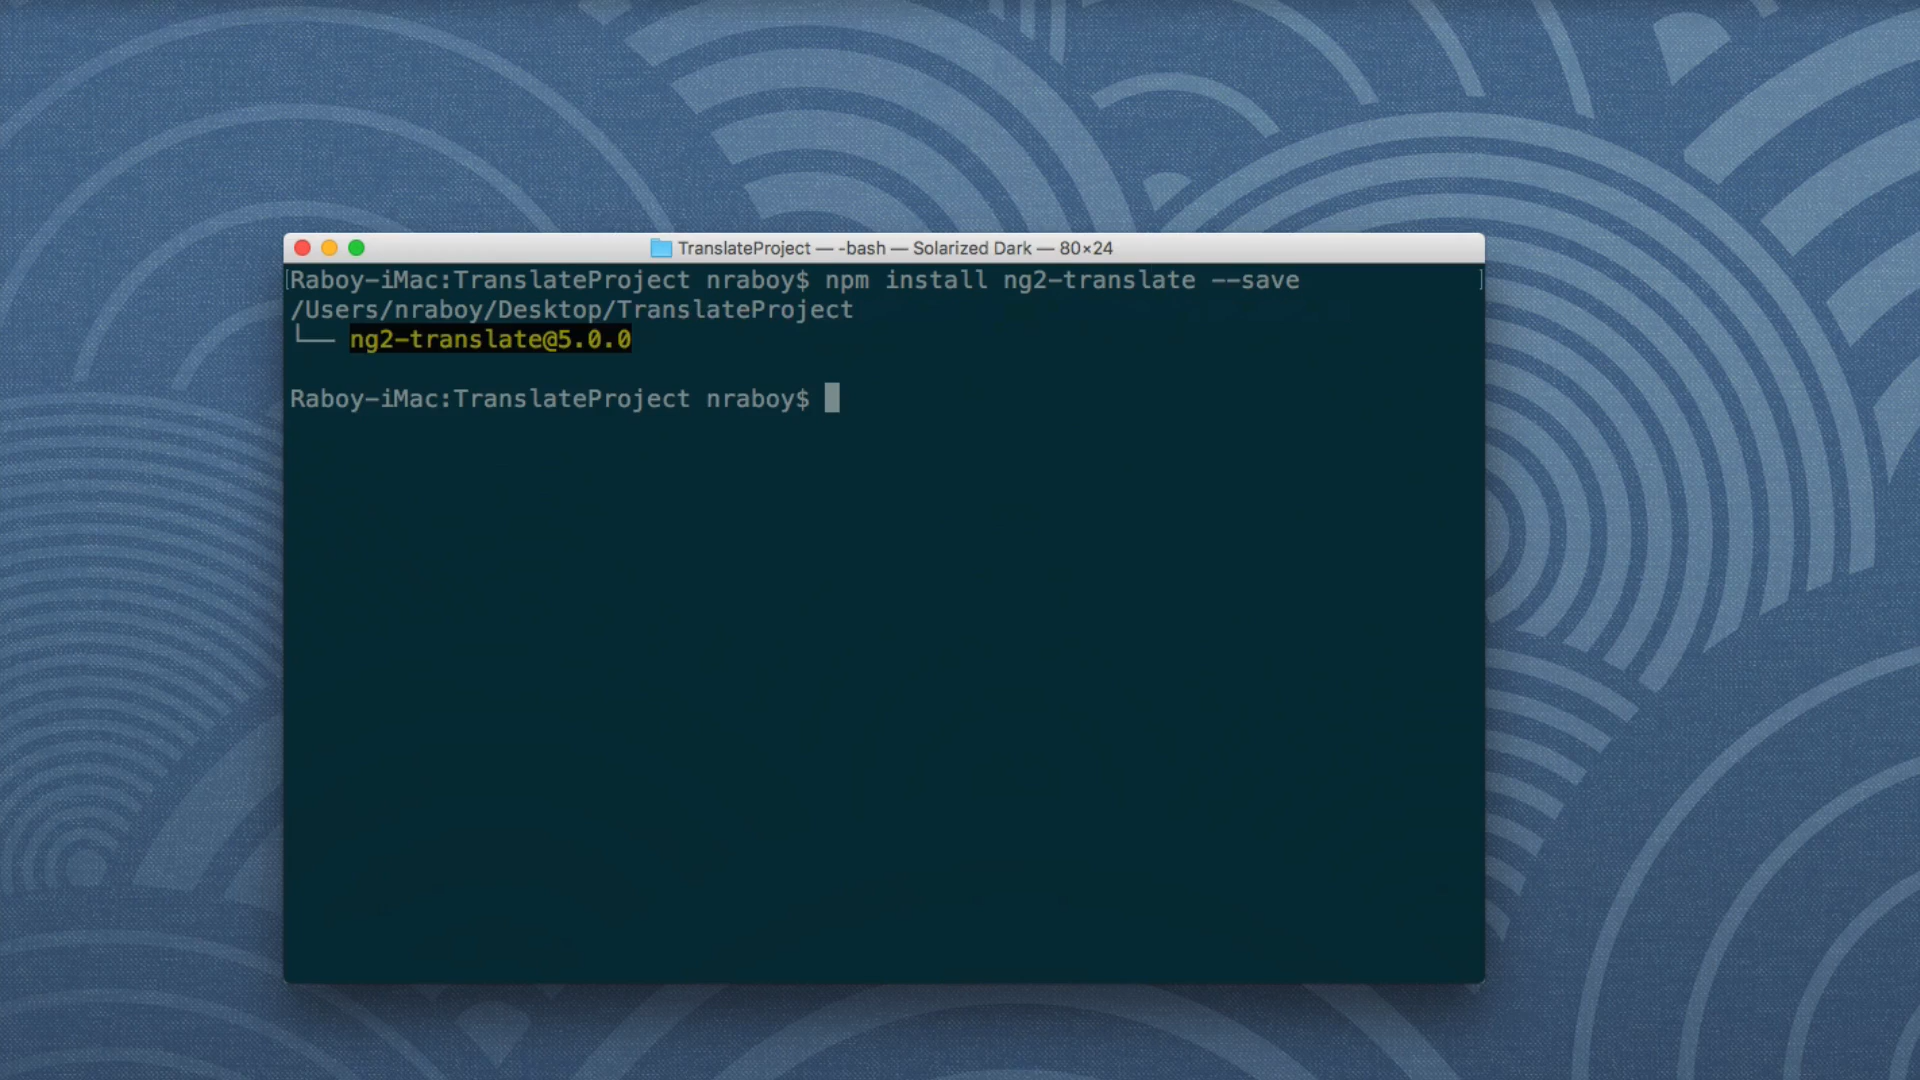 TranslateProject — -bash — Solarized Dark — 80×24
Raboy-iMac:TranslateProject nraboy$ npm install ng2-translate --save
/Users/nraboy/Desktop/TranslateProject
└── ng2-translate@5.0.0
Raboy-iMac:TranslateProject nraboy$